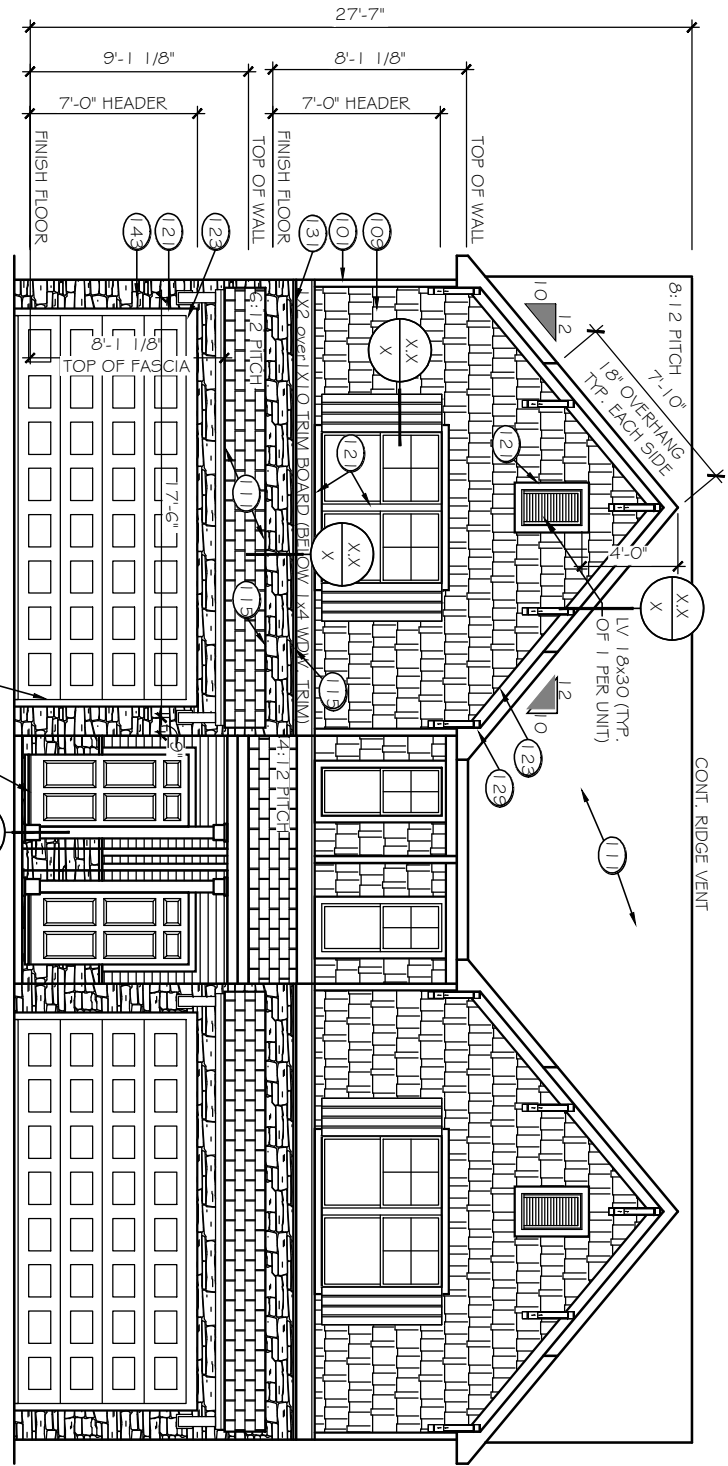 27'-7"
9'-1 1/8"
8'-1 1/8"
7'-0" HEADER
7'-0" HEADER
FINISH FLOOR
TOP OF WALL
FINISH FLOOR
TOP OF WALL
143
121
123
131
101
109
8:12 PITCH
7'-10"
18" OVERHANG
TYP. EACH SIDE
12
10
X.X
X
12
4'-0"
X.X
X
LV 18x30 (TYP.
OF 1 PER UNIT)
12
10
123
129
CONT. RIDGE VENT
111
121
X.X
X
X2 over 1X10 TRIM BOARD (BELOW 1x4 WDW. TRIM)
6:12 PITCH
11
115
115
8'-1 1/8"
TOP OF FASCIA
17'-6"
4:12 PITCH